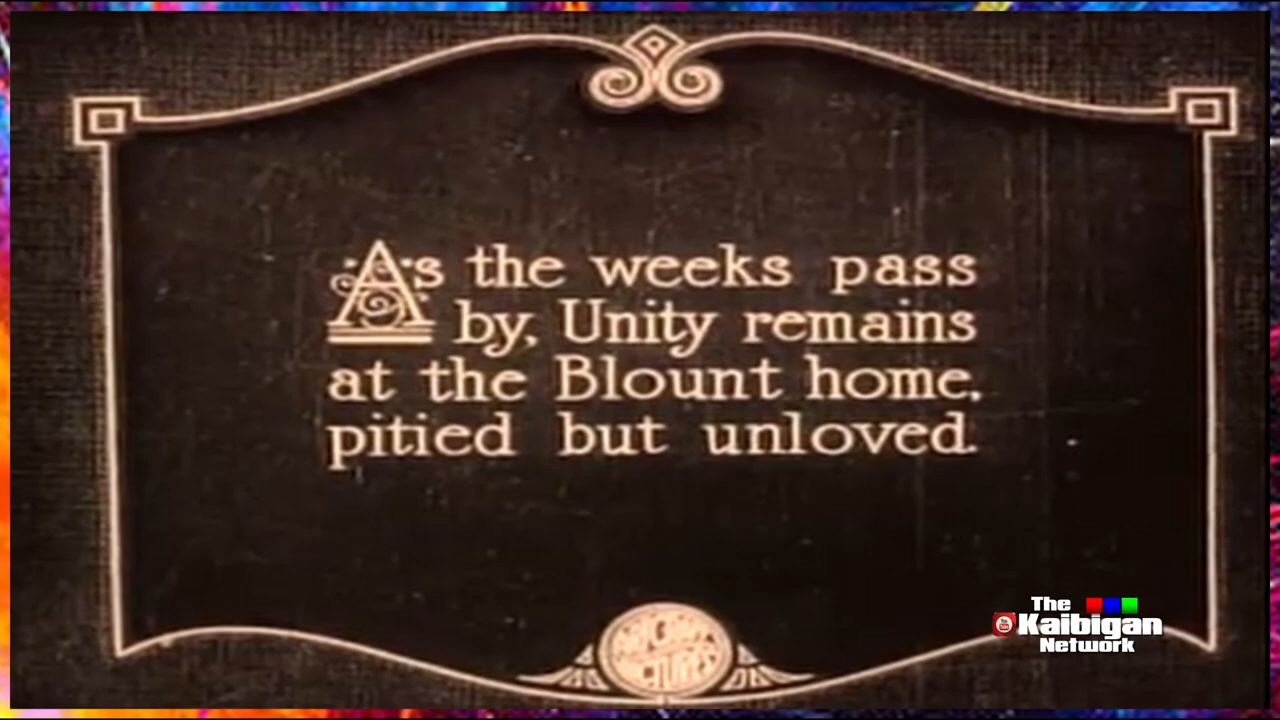 As the weeks pass
by, Unity remains
at the Blount home,
pitied but unloved.
The
Kaibigan
Network